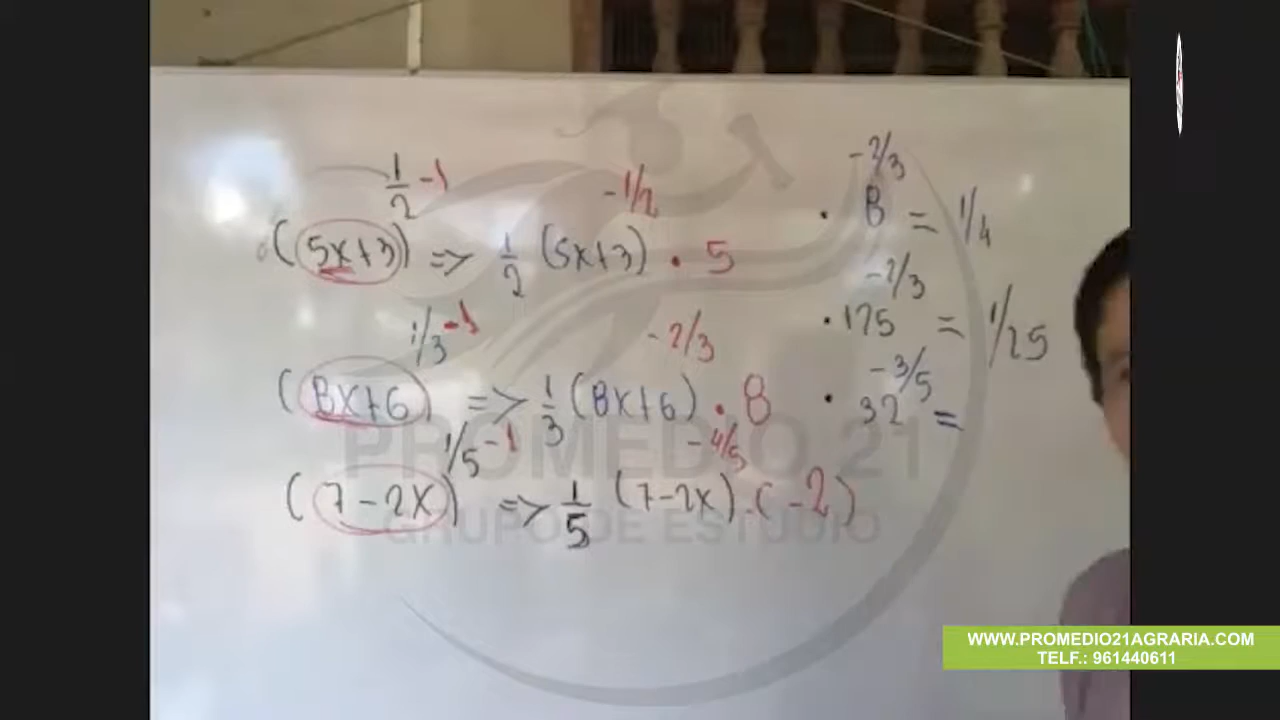 (5x+3)^(1/2 -1) => 1/2 (5x+3)^(-1/2) · 5
(8x+6)^(1/3 -1) => 1/3 (8x+6)^(-2/3) · 8
(7-2x)^(1/5 -1) => 1/5 (7-2x)^(-4/5) · (-2)
· 8^(-2/3) = 1/4
· 125^(-2/3) = 1/25
· 32^(-3/5) =
PROMEDIO 21
GRUPO DE ESTUDIO
WWW.PROMEDIO21AGRARIA.COM
TELF.: 961440611